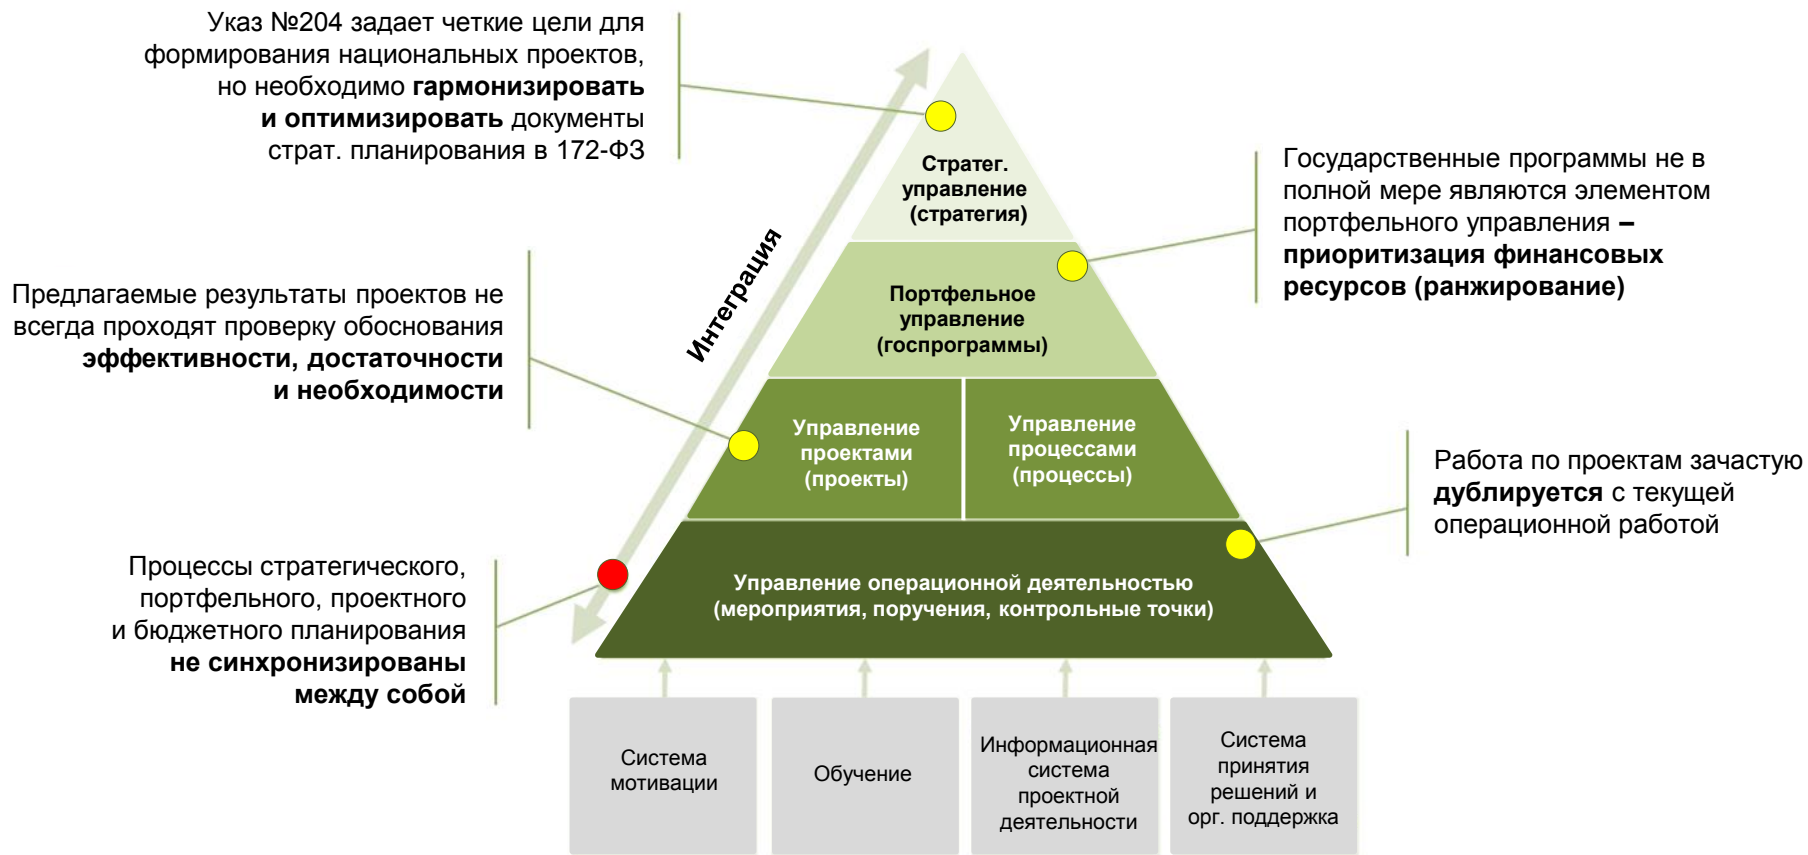 Указ №204 задает четкие цели для
формирования национальных проектов,
но необходимо гармонизировать
и оптимизировать документы
страт. планирования в 172-ФЗ
Государственные программы не в
полной мере являются элементом
портфельного управления –
приоритизация финансовых
ресурсов (ранжирование)
Предлагаемые результаты проектов не
всегда проходят проверку обоснования
эффективности, достаточности
и необходимости
Работа по проектам зачастую
дублируется с текущей
операционной работой
Процессы стратегического,
портфельного, проектного
и бюджетного планирования
не синхронизированы
между собой
Интеграция
Стратег.
управление
(стратегия)
Портфельное
управление
(госпрограммы)
Управление
проектами
(проекты)
Управление
процессами
(процессы)
Управление операционной деятельностью
(мероприятия, поручения, контрольные точки)
Система
мотивации
Обучение
Информационная
система
проектной
деятельности
Система
принятия
решений и
орг. поддержка